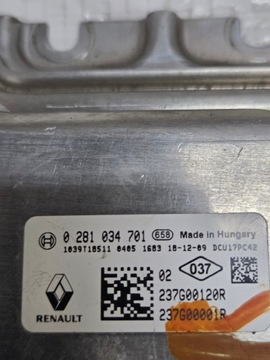 0 281 034 701 658 Made in Hungary
1039T18511 0405 1683 18-12-09 DCU17PC42
02 037
237G00120R
RENAULT 237G00001R